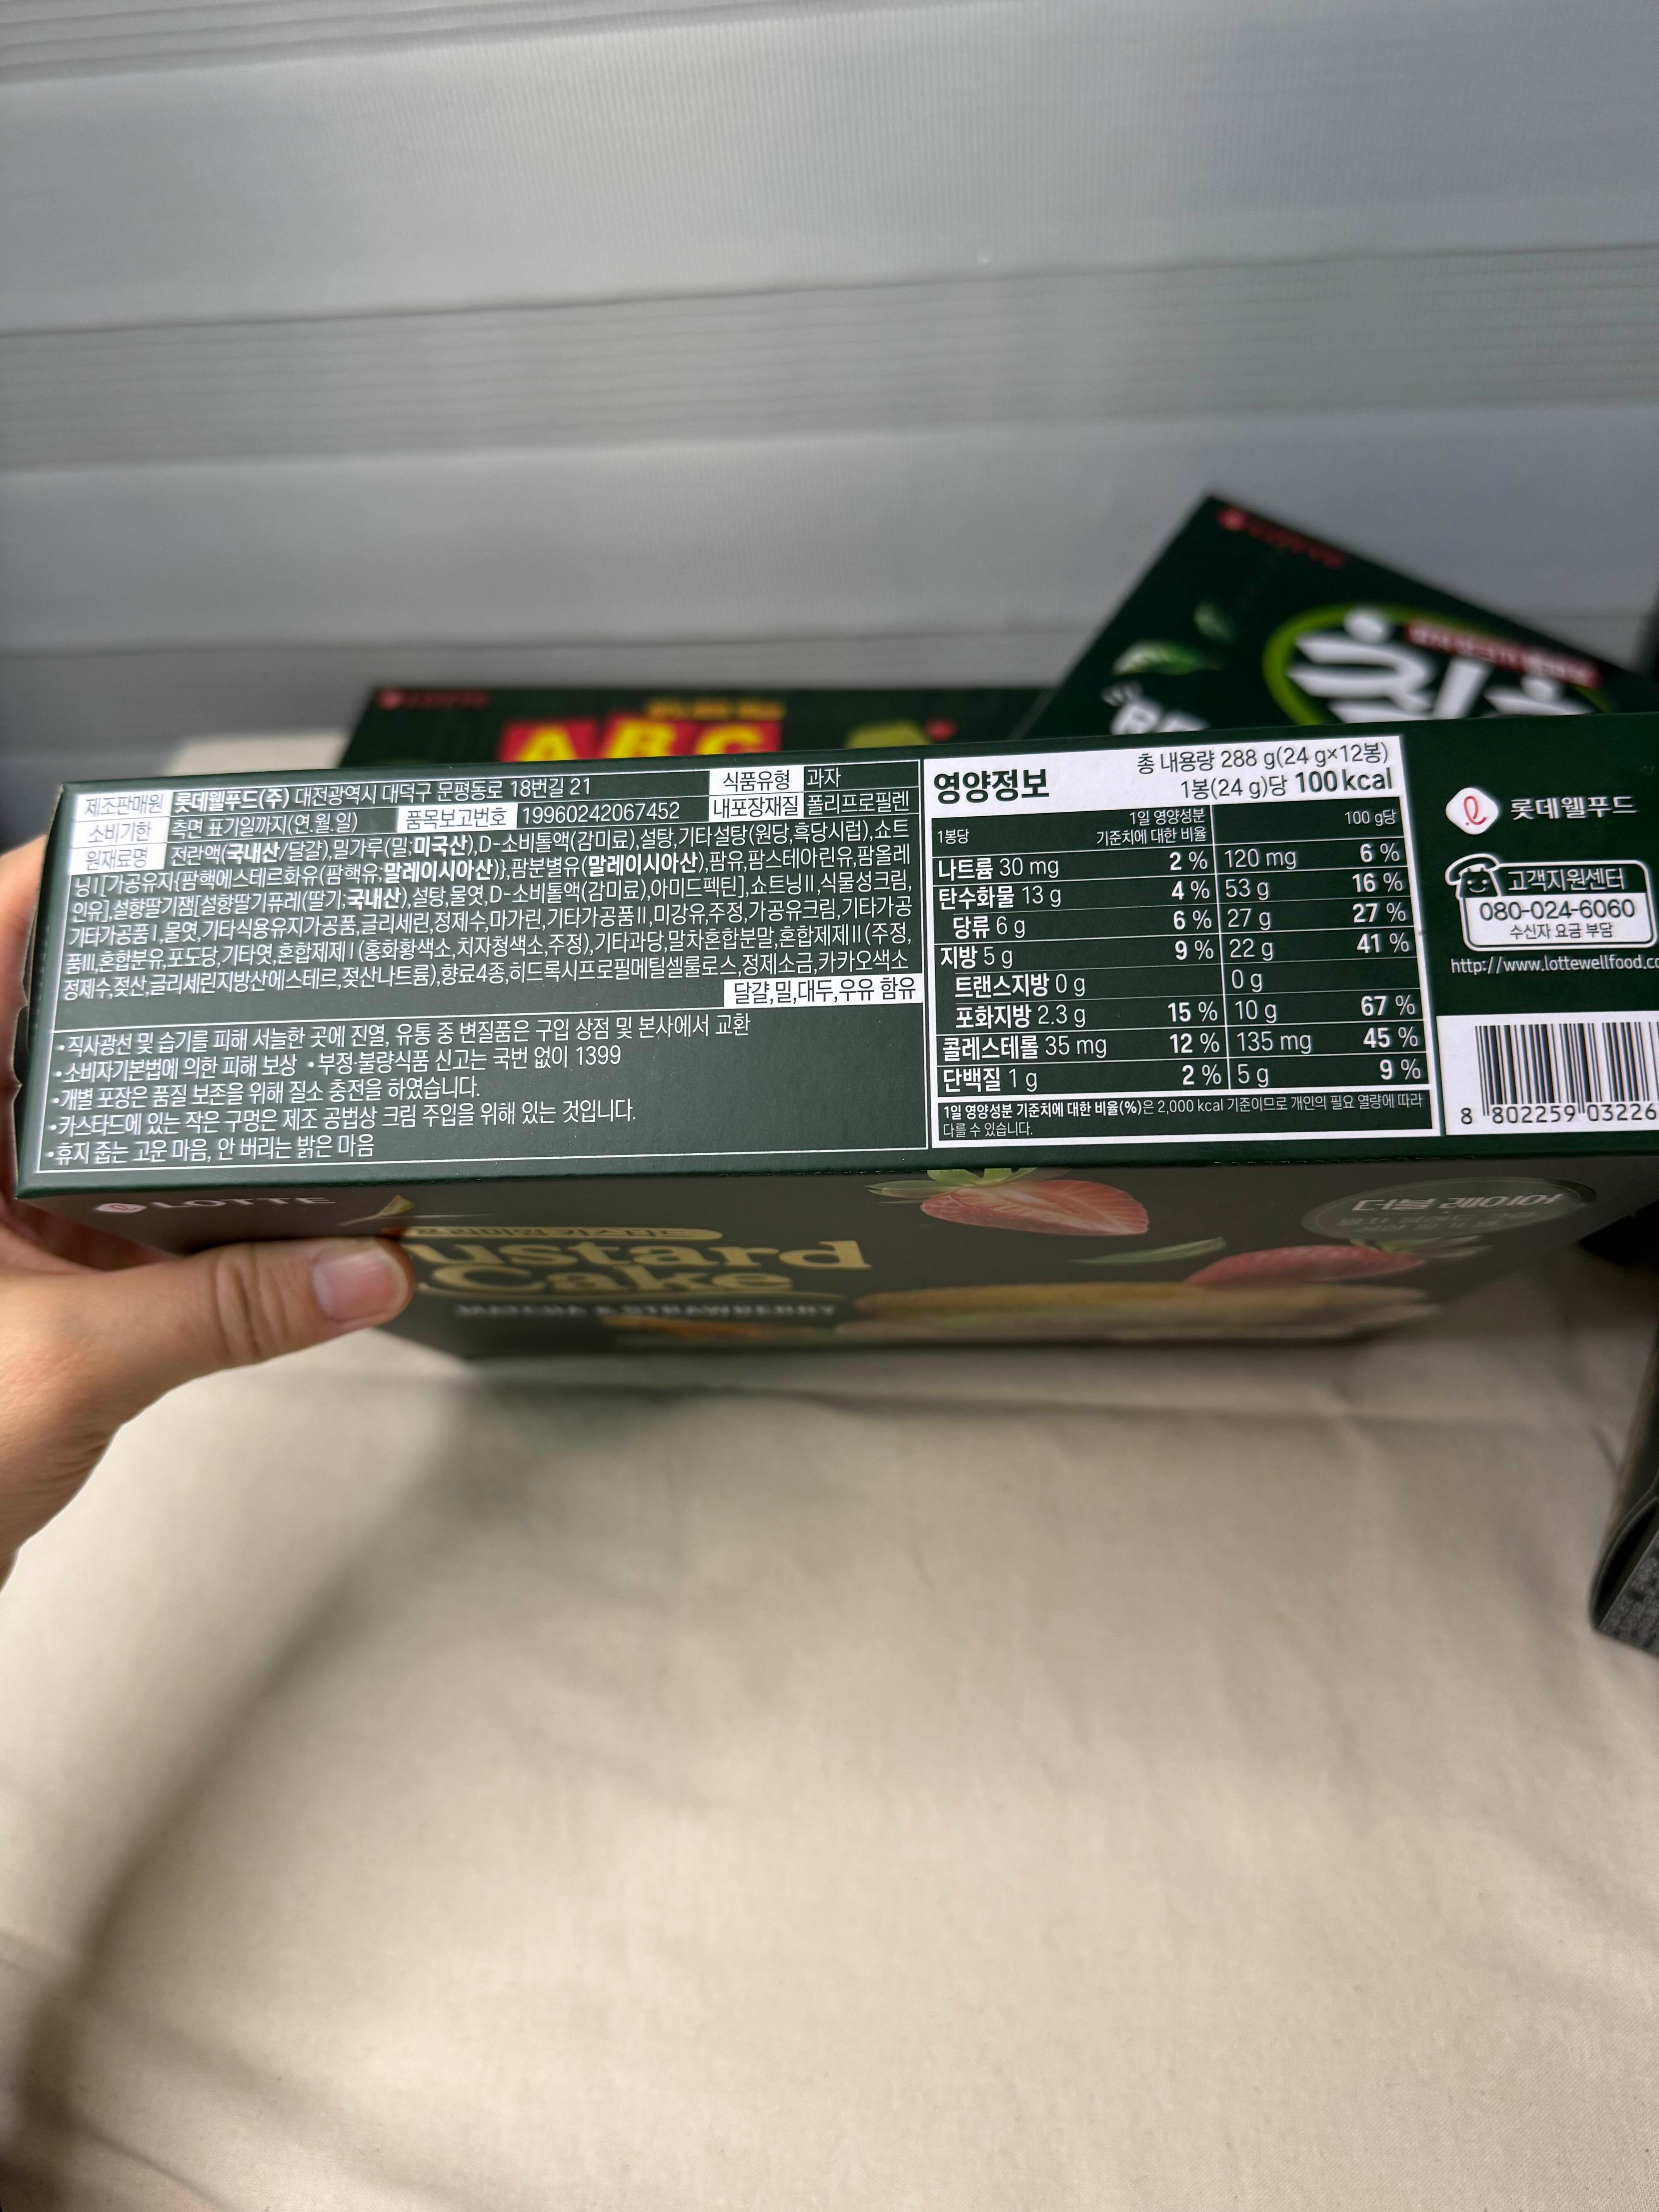 LOTTE
ABC
제조판매원 롯데웰푸드(주) 대전광역시 대덕구 문평동로 18번길 21 식품유형 과자
소비기한 측면 표기일까지(연.월.일) 품목보고번호 19960242067452 내포장재질 폴리프로필렌
원재료명 전란액(국내산/달걀),밀가루(밀;미국산),D-소비톨액(감미료),설탕,기타설탕(원당,흑당시럽),쇼트
닝Ⅰ[가공유지{팜핵에스테르화유(팜핵유;말레이시아산)},팜분별유(말레이시아산),팜유,팜스테아린유,팜올레
인유],설향딸기잼[설향딸기퓨레(딸기;국내산),설탕,물엿,D-소비톨액(감미료),아미드펙틴],쇼트닝Ⅱ,식물성크림,
기타가공품Ⅰ,물엿,기타식용유지가공품,글리세린,정제수,마가린,기타가공품Ⅱ,미강유,주정,가공유크림,기타가공
품Ⅲ,혼합분유,포도당,기타엿,혼합제제Ⅰ(홍화황색소,치자청색소,주정),기타과당,말차혼합분말,혼합제제Ⅱ(주정,
정제수,젖산,글리세린지방산에스테르,젖산나트륨),향료4종,히드록시프로필메틸셀룰로스,정제소금,카카오색소
달걀,밀,대두,우유 함유
•직사광선 및 습기를 피해 서늘한 곳에 진열, 유통 중 변질품은 구입 상점 및 본사에서 교환
•소비자기본법에 의한 피해 보상 •부정·불량식품 신고는 국번 없이 1399
•개별 포장은 품질 보존을 위해 질소 충전을 하였습니다.
•카스타드에 있는 작은 구멍은 제조 공법상 크림 주입을 위해 있는 것입니다.
•휴지 줍는 고운 마음, 안 버리는 밝은 마음
영양정보
총 내용량 288 g(24 g×12봉)
1봉(24 g)당 100 kcal
1봉당 1일 영양성분 기준치에 대한 비율 100 g당
나트륨 30 mg 2 % 120 mg 6 %
탄수화물 13 g 4 % 53 g 16 %
당류 6 g 6 % 27 g 27 %
지방 5 g 9 % 22 g 41 %
트랜스지방 0 g 0 g
포화지방 2.3 g 15 % 10 g 67 %
콜레스테롤 35 mg 12 % 135 mg 45 %
단백질 1 g 2 % 5 g 9 %
1일 영양성분 기준치에 대한 비율(%)은 2,000 kcal 기준이므로 개인의 필요 열량에 따라
다를 수 있습니다.
롯데웰푸드
고객지원센터
080-024-6060
수신자 요금 부담
http://www.lottewellfood.co
8 802259 03226
LOTTE
프리미엄 카스타드
ustard
Cake
MATCHA & STRAWBERRY
더블 레이어